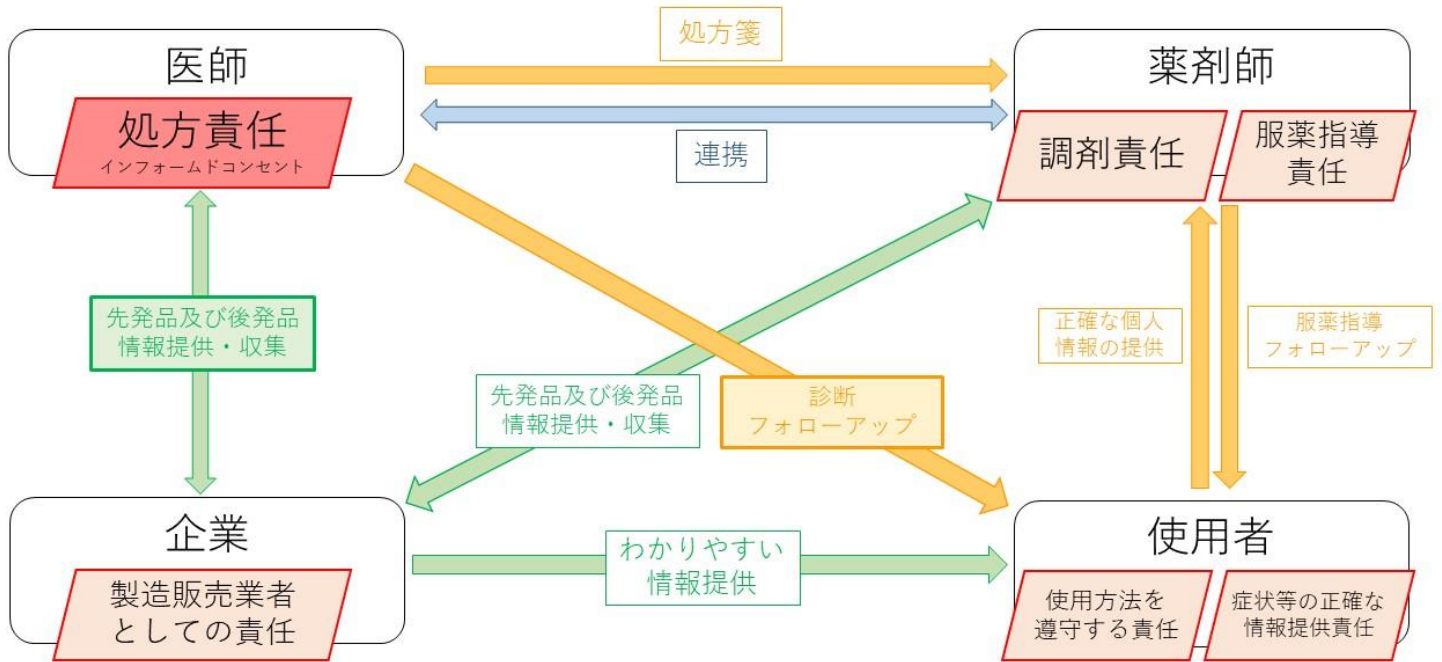 処方箋
医師
薬剤師
処方責任
インフォームドコンセント
連携
調剤責任
服薬指導
責任
先発品及び後発品
情報提供・収集
正確な個人
情報の提供
服薬指導
フォローアップ
先発品及び後発品
情報提供・収集
診断
フォローアップ
企業
わかりやすい
情報提供
使用者
製造販売業者
としての責任
使用方法を
遵守する責任
症状等の正確な
情報提供責任